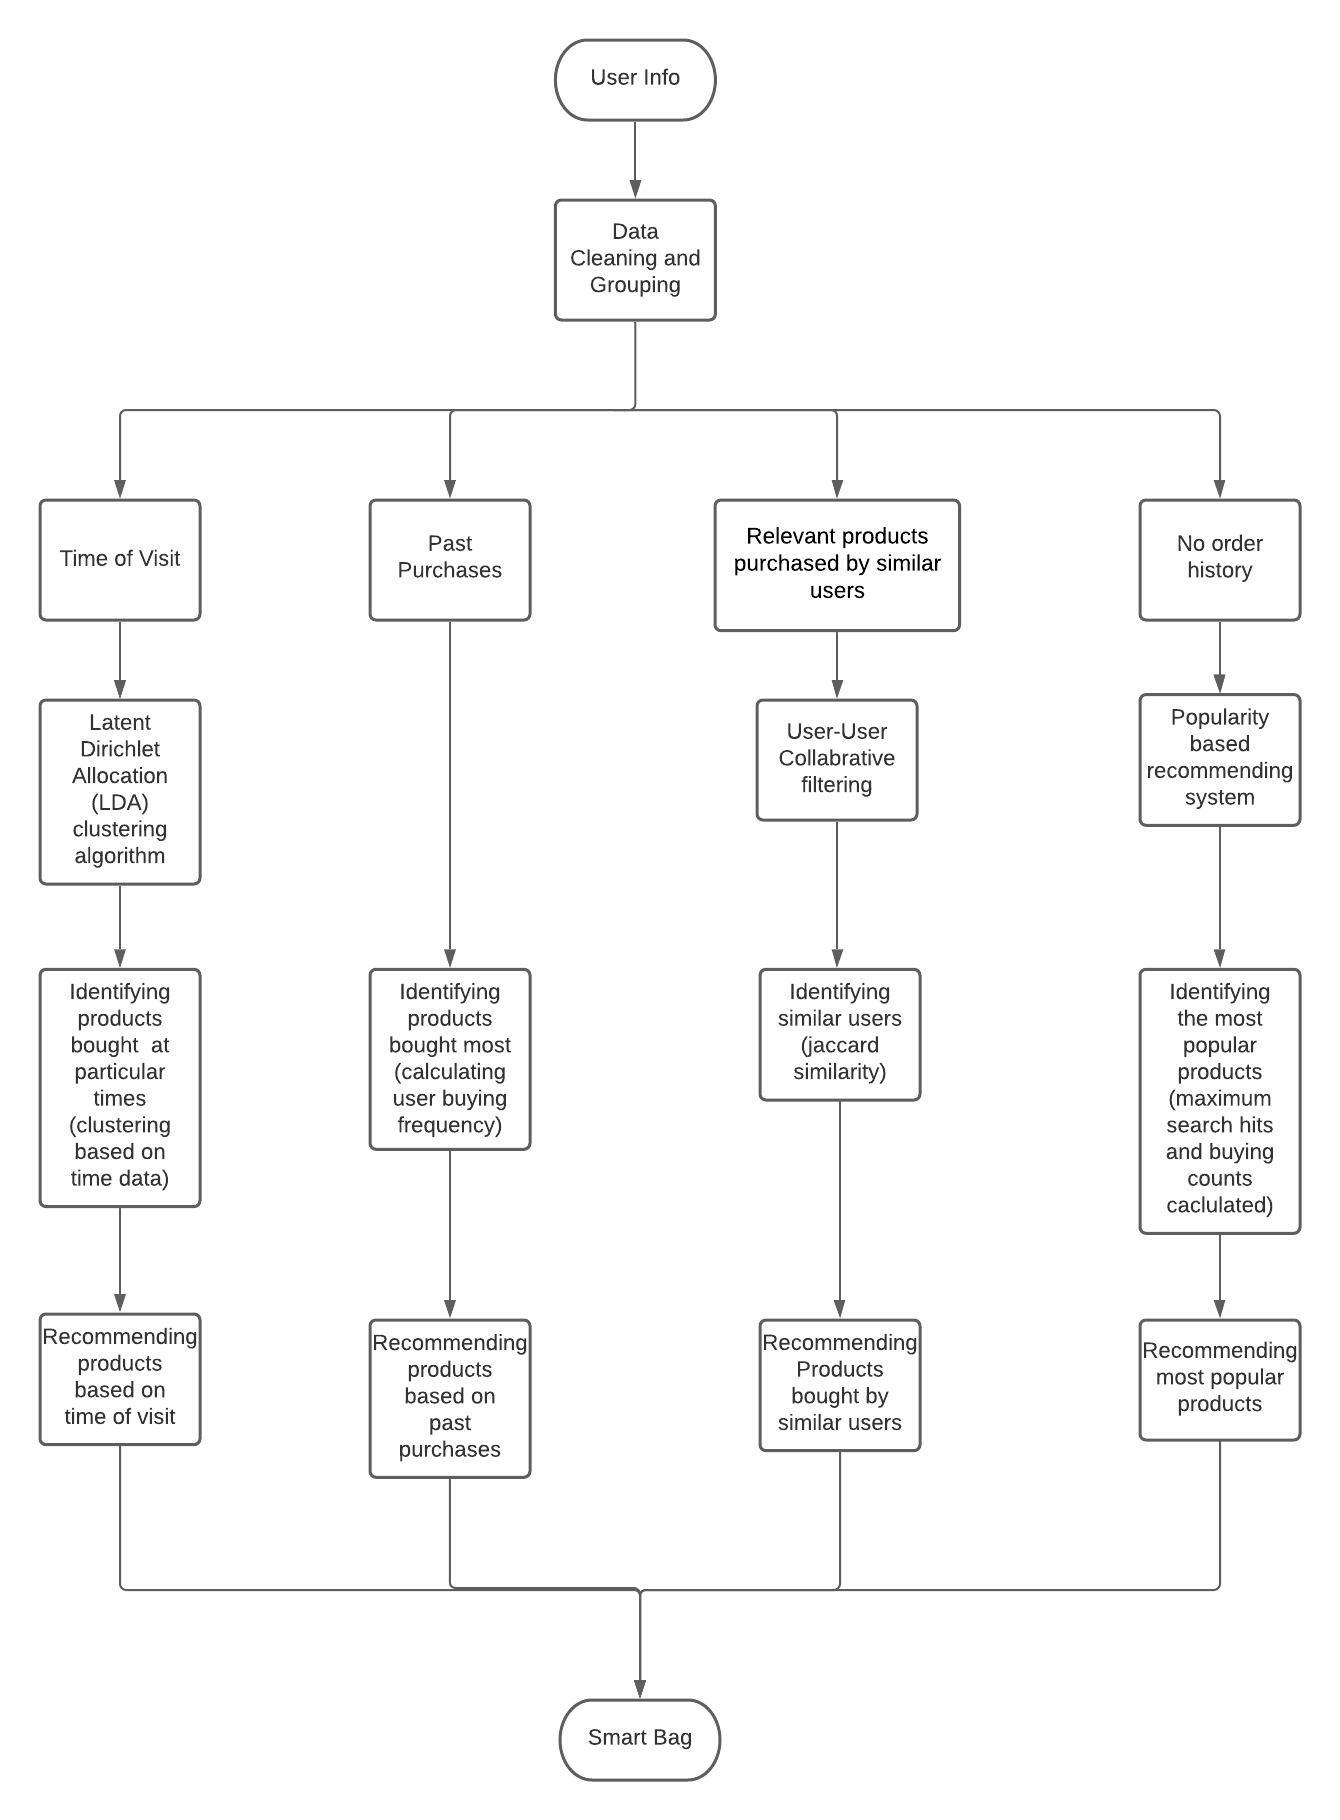 User Info
Data
Cleaning and
Grouping
Time of Visit
Past
Purchases
Relevant products
purchased by similar
users
No order
history
Latent
Dirichlet
Allocation
(LDA)
clustering
algorithm
User-User
Collabrative
filtering
Popularity
based
recommending
system
Identifying
products
bought  at
particular
times
(clustering
based on
time data)
Identifying
products
bought most
(calculating
user buying
frequency)
Identifying
similar users
(jaccard
similarity)
Identifying
the most
popular
products
(maximum
search hits
and buying
counts
caclulated)
Recommending
products
based on
time of visit
Recommending
products
based on
past
purchases
Recommending
Products
bought by
similar users
Recommending
most popular
products
Smart Bag